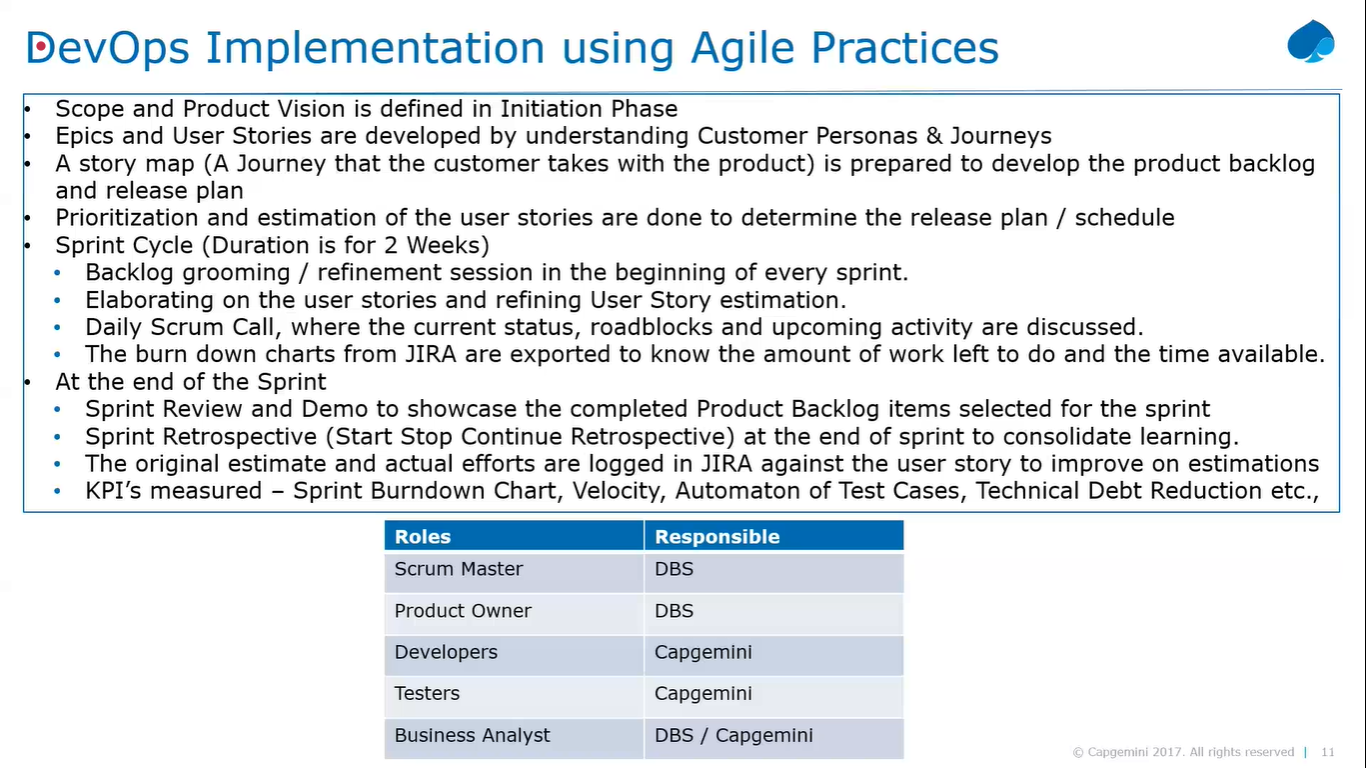 DevOps Implementation using Agile Practices
• Scope and Product Vision is defined in Initiation Phase
• Epics and User Stories are developed by understanding Customer Personas & Journeys
• A story map (A Journey that the customer takes with the product) is prepared to develop the product backlog
and release plan
• Prioritization and estimation of the user stories are done to determine the release plan / schedule
• Sprint Cycle (Duration is for 2 Weeks)
• Backlog grooming / refinement session in the beginning of every sprint.
• Elaborating on the user stories and refining User Story estimation.
• Daily Scrum Call, where the current status, roadblocks and upcoming activity are discussed.
• The burn down charts from JIRA are exported to know the amount of work left to do and the time available.
• At the end of the Sprint
• Sprint Review and Demo to showcase the completed Product Backlog items selected for the sprint
• Sprint Retrospective (Start Stop Continue Retrospective) at the end of sprint to consolidate learning.
• The original estimate and actual efforts are logged in JIRA against the user story to improve on estimations
• KPI’s measured – Sprint Burndown Chart, Velocity, Automaton of Test Cases, Technical Debt Reduction etc.,
Roles Responsible
Scrum Master DBS
Product Owner DBS
Developers Capgemini
Testers Capgemini
Business Analyst DBS / Capgemini
© Capgemini 2017. All rights reserved | 11